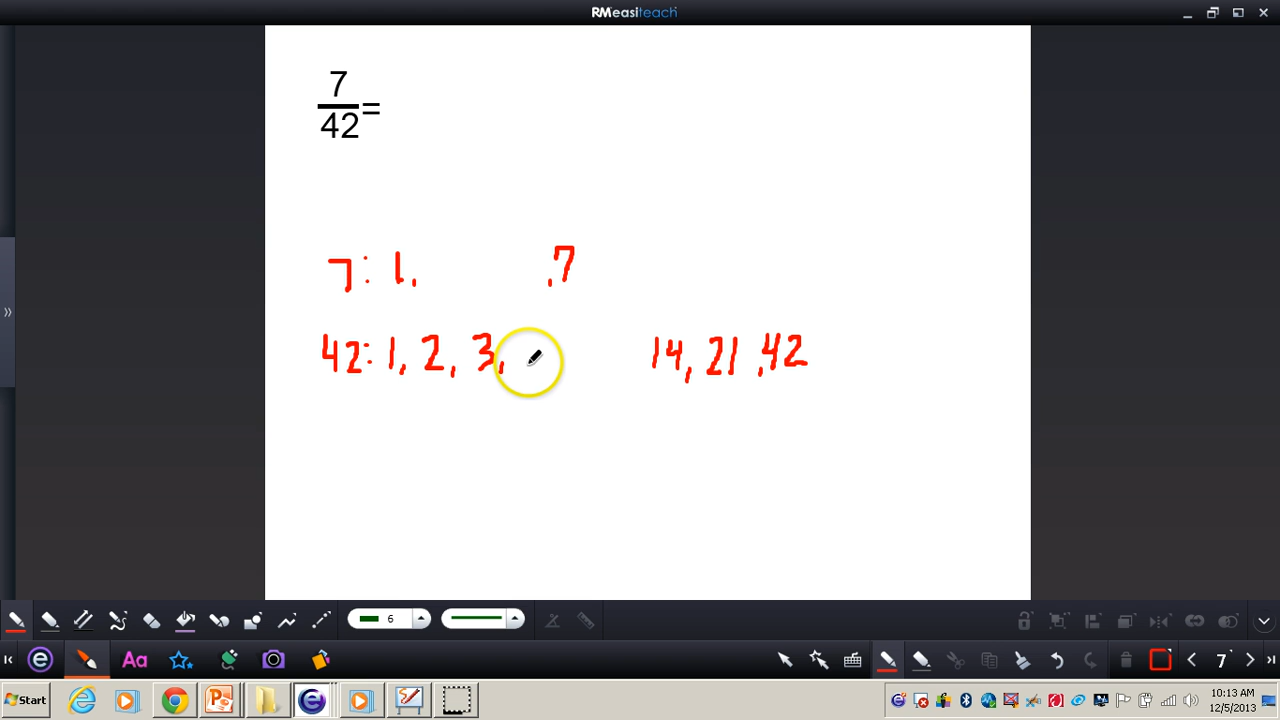 RMeasiteach
7
42 =
7: 1, ,7
42: 1, 2, 3, 14, 21 ,42
6
Aa
7
Start
10:13 AM
12/5/2013